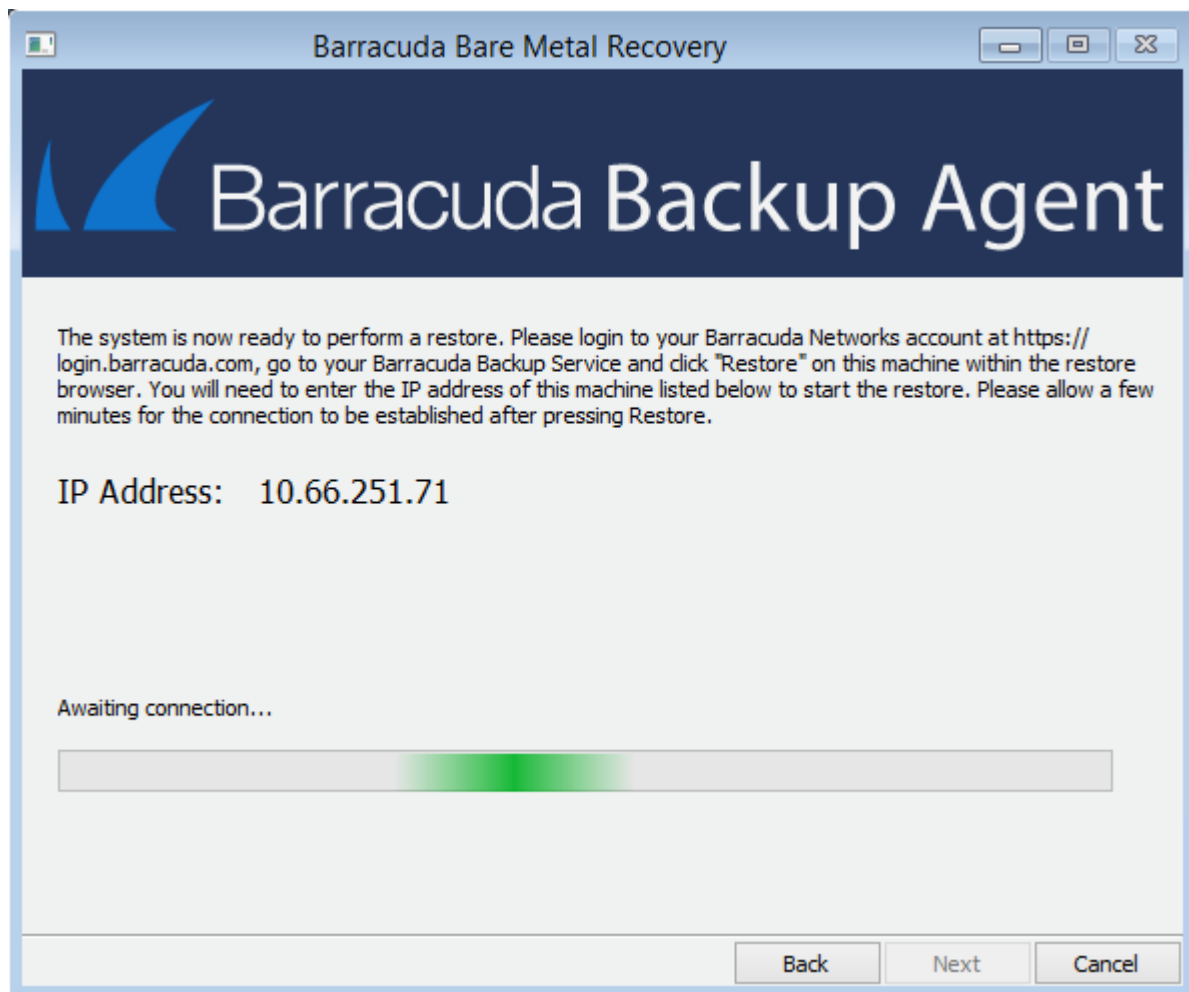 Barracuda Bare Metal Recovery
Barracuda Backup Agent
The system is now ready to perform a restore. Please login to your Barracuda Networks account at https://
login.barracuda.com, go to your Barracuda Backup Service and click "Restore" on this machine within the restore
browser. You will need to enter the IP address of this machine listed below to start the restore. Please allow a few
minutes for the connection to be established after pressing Restore.
IP Address: 10.66.251.71
Awaiting connection...
Back Next Cancel